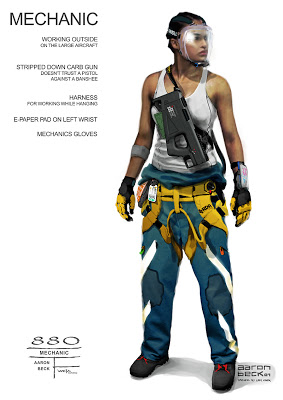 MECHANIC
WORKING OUTSIDE
ON THE LARGE AIRCRAFT
STRIPPED DOWN CARB GUN
DOESN'T TRUST A PISTOL
AGAINST A BANSHEE
HARNESS
FOR WORKING WHILE HANGING
E-PAPER PAD ON LEFT WRIST
MECHANICS GLOVES
880
MECHANIC
AARON
BECK
aaron
beck